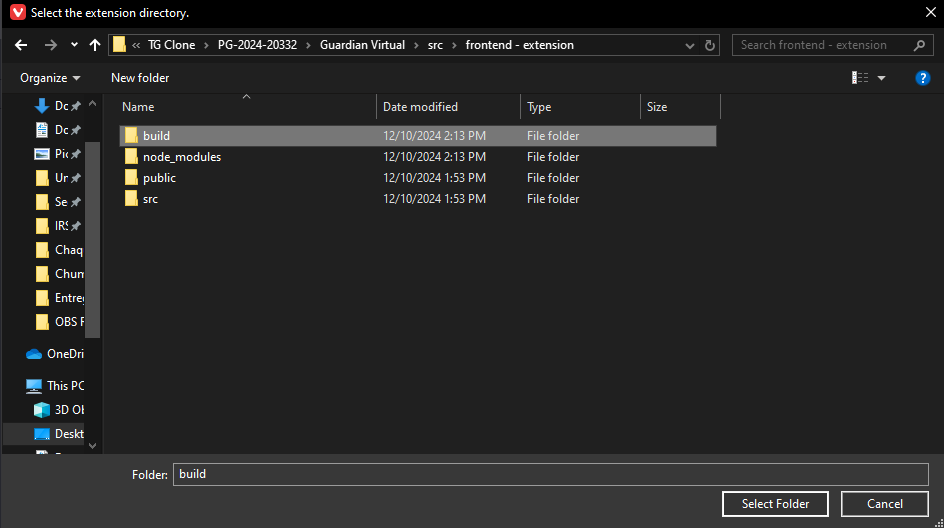 Select the extension directory.
« TG Clone › PG-2024-20332 › Guardian Virtual › src › frontend - extension
Search frontend - extension
Organize
New folder
?
Name
Date modified
Type
Size
build 12/10/2024 2:13 PM File folder
node_modules 12/10/2024 2:13 PM File folder
public 12/10/2024 1:53 PM File folder
src 12/10/2024 1:53 PM File folder
Dc
Dc
Pic
Un
Se
IRS
Chaq
Chum
Entre
OBS
OneDri
This PC
3D Ob
Deskt
Folder: build
Select Folder
Cancel